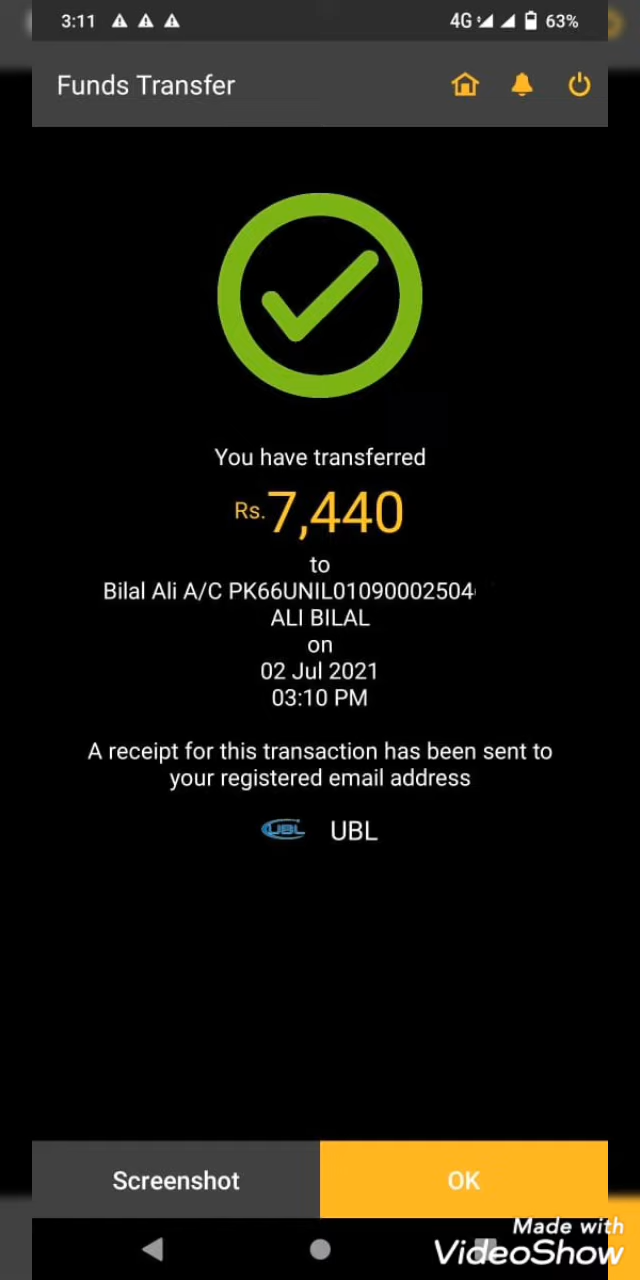 3:11 4G 63%
Funds Transfer
You have transferred
Rs.7,440
to
Bilal Ali A/C PK66UNIL01090002504
ALI BILAL
on
02 Jul 2021
03:10 PM
A receipt for this transaction has been sent to
your registered email address
UBL UBL
Screenshot OK
Made with
VideoShow